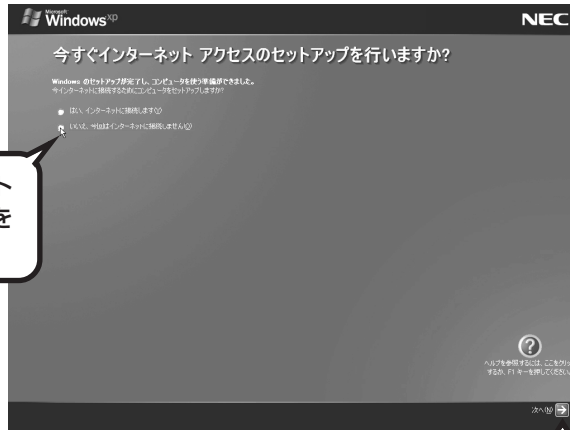 Microsoft
Windows xp
NEC
今すぐインターネット アクセスのセットアップを行いますか?
Windows のセットアップが完了し、コンピュータを使う準備ができました。
今インターネットに接続するためにコンピュータをセットアップしますか?
はい、インターネットに接続します(Y)
いいえ、今回はインターネットに接続しません(O)
を
ヘルプを参照するには、ここをクリッ
するか、F1 キーを押してください。
次へ(N)